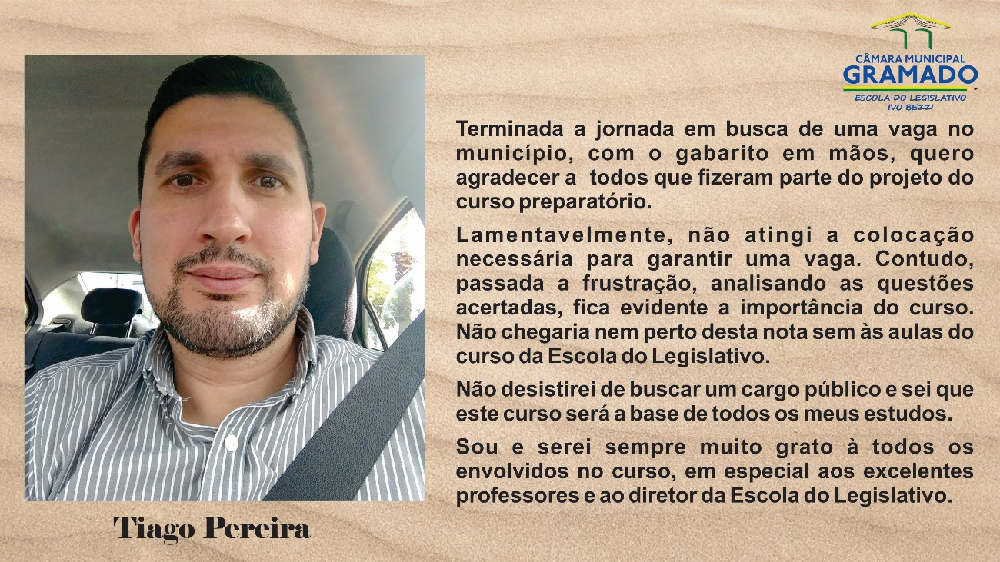 CÂMARA MUNICIPAL
GRAMADO
ESCOLA DO LEGISLATIVO
IVO BEZZI
Terminada a jornada em busca de uma vaga no
município, com o gabarito em mãos, quero
agradecer a todos que fizeram parte do projeto do
curso preparatório.
Lamentavelmente, não atingi a colocação
necessária para garantir uma vaga. Contudo,
passada a frustração, analisando as questões
acertadas, fica evidente a importância do curso.
Não chegaria nem perto desta nota sem às aulas do
curso da Escola do Legislativo.
Não desistirei de buscar um cargo público e sei que
este curso será a base de todos os meus estudos.
Sou e serei sempre muito grato à todos os
envolvidos no curso, em especial aos excelentes
professores e ao diretor da Escola do Legislativo.
Tiago Pereira